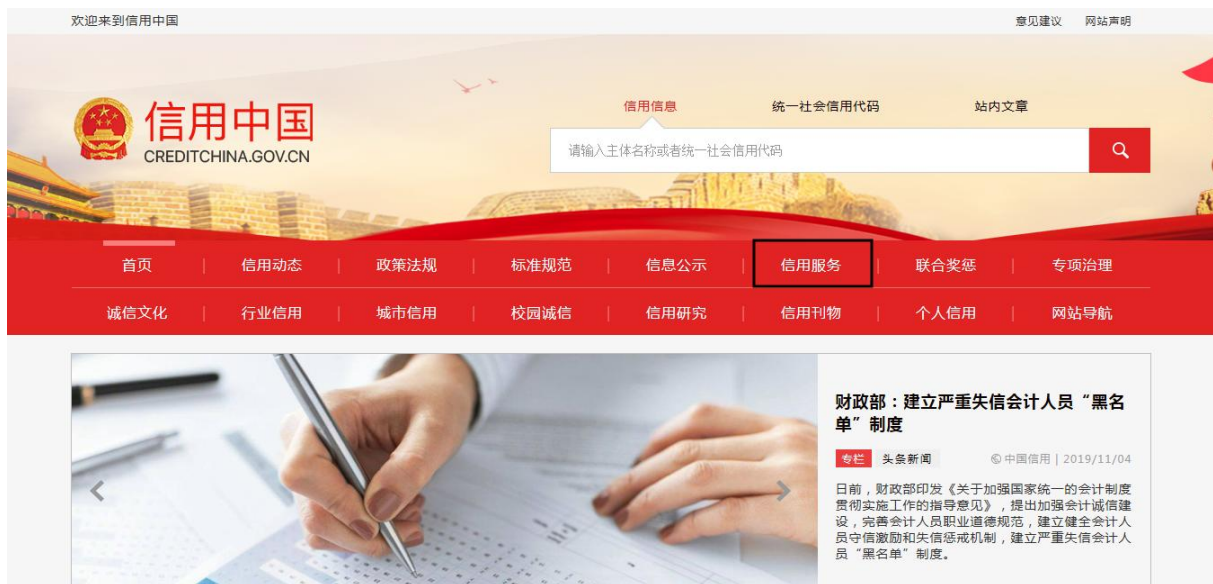 欢迎来到信用中国
意见建议 网站声明
信用中国
CREDITCHINA.GOV.CN
信用信息 统一社会信用代码 站内文章
请输入主体名称或者统一社会信用代码
首页 | 信用动态 | 政策法规 | 标准规范 | 信息公示 | 信用服务 | 联合奖惩 | 专项治理
诚信文化 | 行业信用 | 城市信用 | 校园诚信 | 信用研究 | 信用刊物 | 个人信用 | 网站导航
财政部：建立严重失信会计人员“黑名
单”制度
专栏 头条新闻 ©中国信用 | 2019/11/04
日前，财政部印发《关于加强国家统一的会计制度
贯彻实施工作的指导意见》，提出加强会计诚信建
设，完善会计人员职业道德规范，建立健全会计人
员守信激励和失信惩戒机制，建立严重失信会计人
员“黑名单”制度。